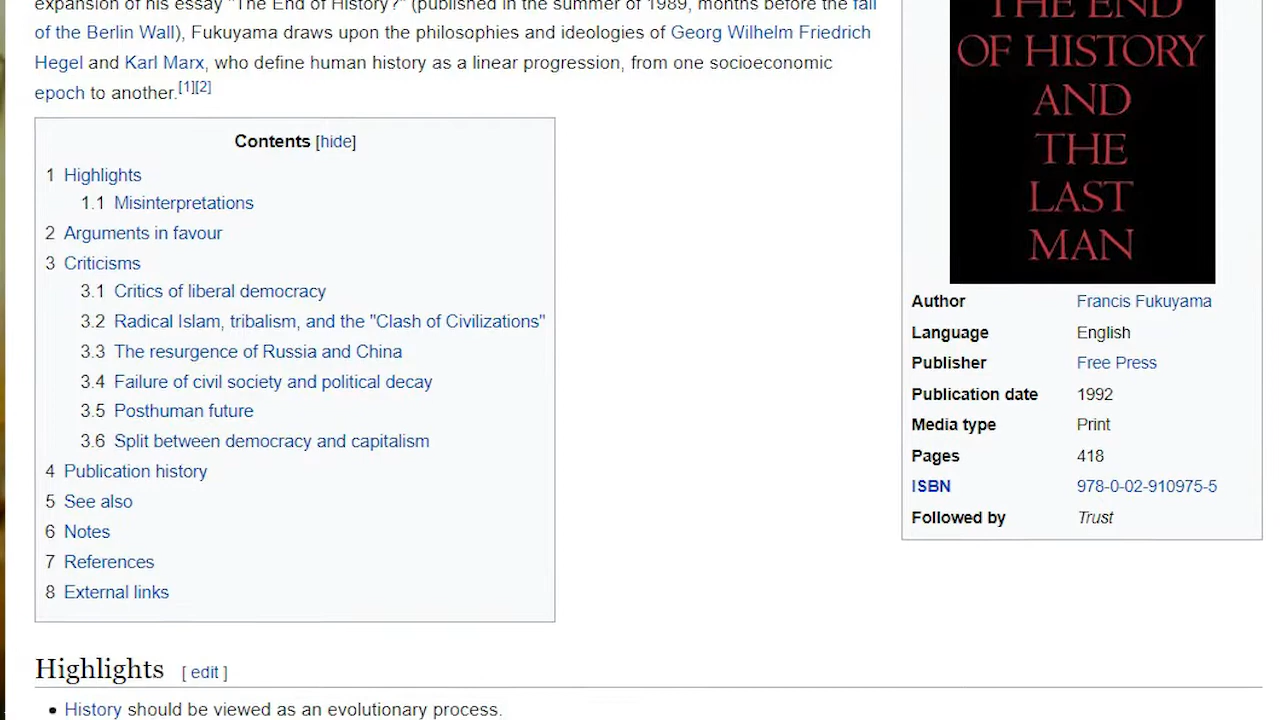 expansion of his essay "The End of History?" (published in the summer of 1989, months before the fall
of the Berlin Wall), Fukuyama draws upon the philosophies and ideologies of Georg Wilhelm Friedrich
Hegel and Karl Marx, who define human history as a linear progression, from one socioeconomic
epoch to another.[1][2]
Contents [hide]
1 Highlights
1.1 Misinterpretations
2 Arguments in favour
3 Criticisms
3.1 Critics of liberal democracy
3.2 Radical Islam, tribalism, and the "Clash of Civilizations"
3.3 The resurgence of Russia and China
3.4 Failure of civil society and political decay
3.5 Posthuman future
3.6 Split between democracy and capitalism
4 Publication history
5 See also
6 Notes
7 References
8 External links
Highlights [ edit ]
• History should be viewed as an evolutionary process.
THE END
OF HISTORY
AND
THE
LAST
MAN
Author Francis Fukuyama
Language English
Publisher Free Press
Publication date 1992
Media type Print
Pages 418
ISBN 978-0-02-910975-5
Followed by Trust